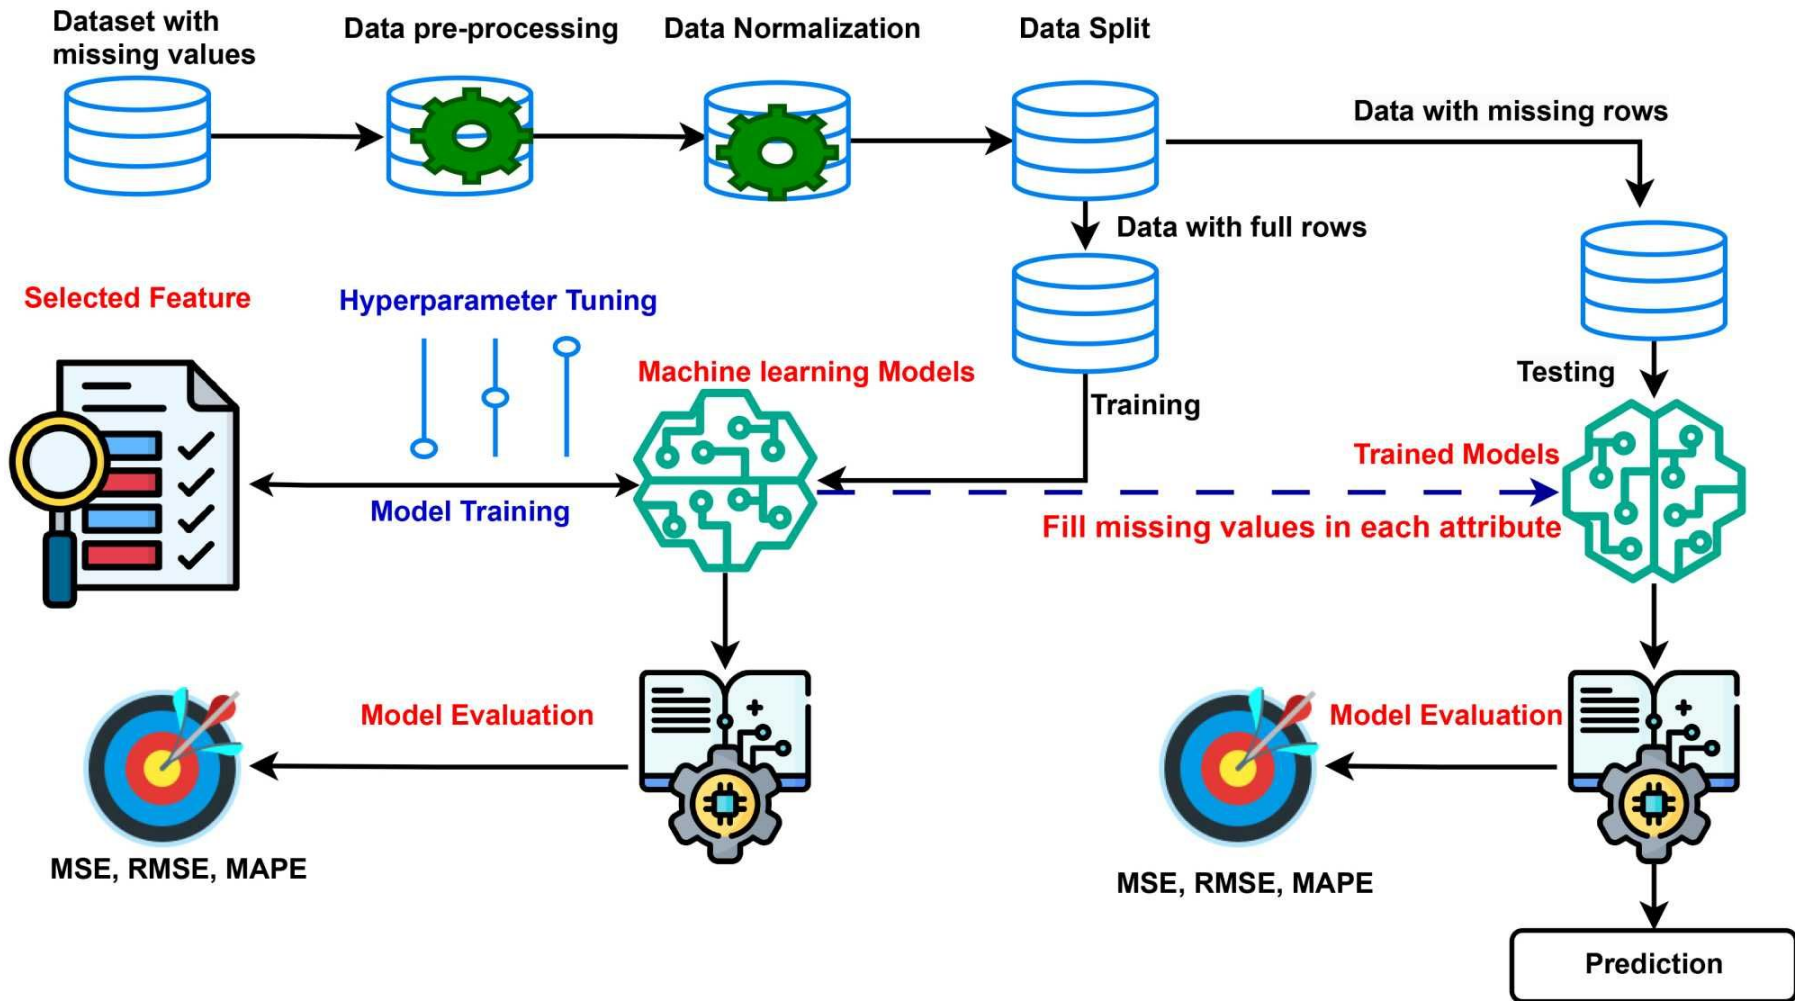 Dataset with
missing values
Data pre-processing
Data Normalization
Data Split
Data with missing rows
Data with full rows
Selected Feature
Hyperparameter Tuning
Machine learning Models
Training
Testing
Model Training
Trained Models
Fill missing values in each attribute
Model Evaluation
Model Evaluation
MSE, RMSE, MAPE
MSE, RMSE, MAPE
Prediction